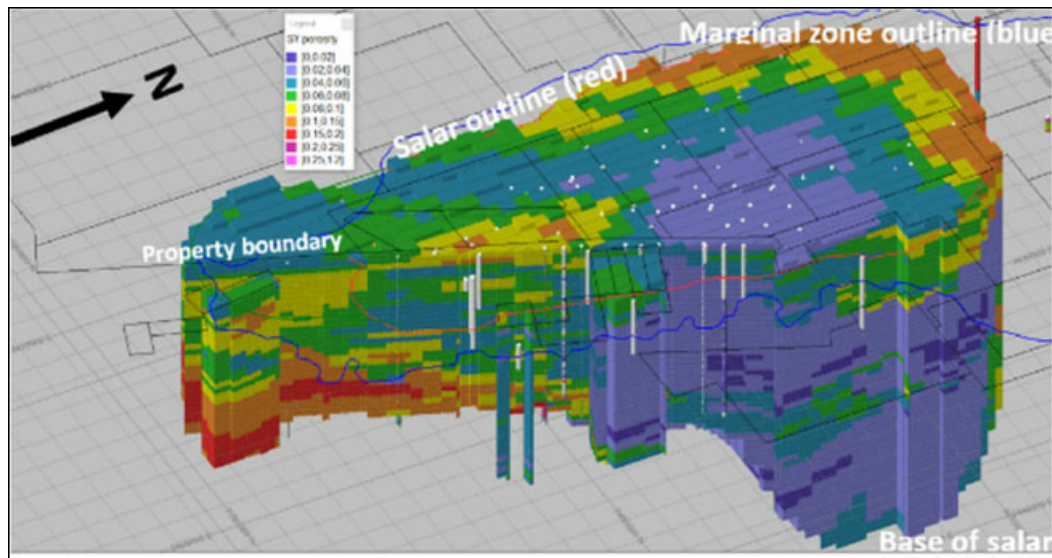 Legend
SY porosity
[0,0.02]
[0.02,0.04]
[0.04,0.06]
[0.06,0.08]
[0.08,0.1]
[0.1,0.15]
[0.15,0.2]
[0.2,0.25]
[0.25,1.2]
N
Marginal zone outline (blue
Salar outline (red)
Property boundary
Base of salar